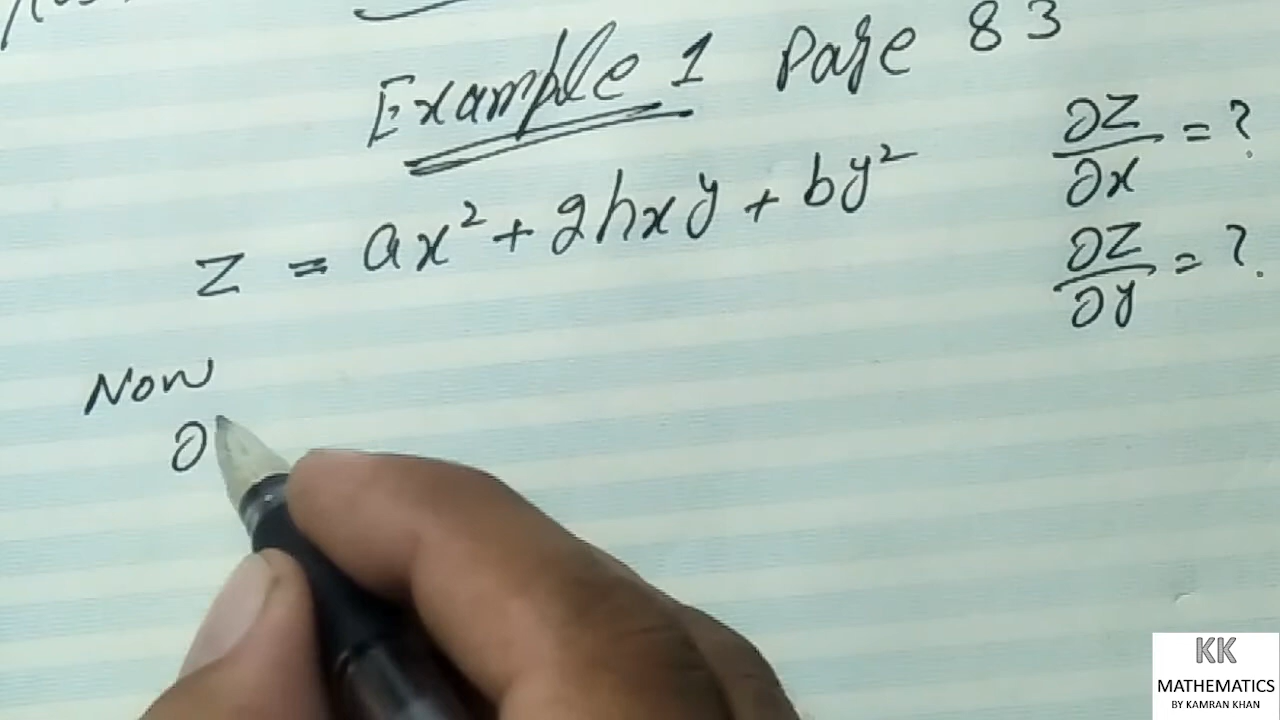 Example 1 Page 83
z = ax² + 2hxy + by²
∂z/∂x = ?
∂z/∂y = ?
Now
∂
KK
MATHEMATICS
BY KAMRAN KHAN